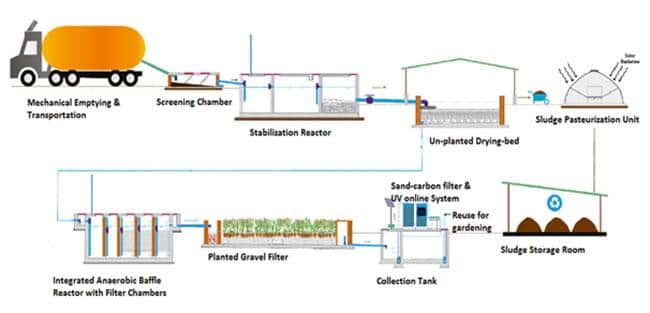 Solar
Radiation
Mechanical Emptying &
Transportation
Screening Chamber
Stabilization Reactor
Un-planted Drying-bed
Sludge Pasteurization Unit
Sand-carbon filter &
UV online System
Reuse for
gardening
Integrated Anaerobic Baffle
Reactor with Filter Chambers
Planted Gravel Filter
Collection Tank
Sludge Storage Room